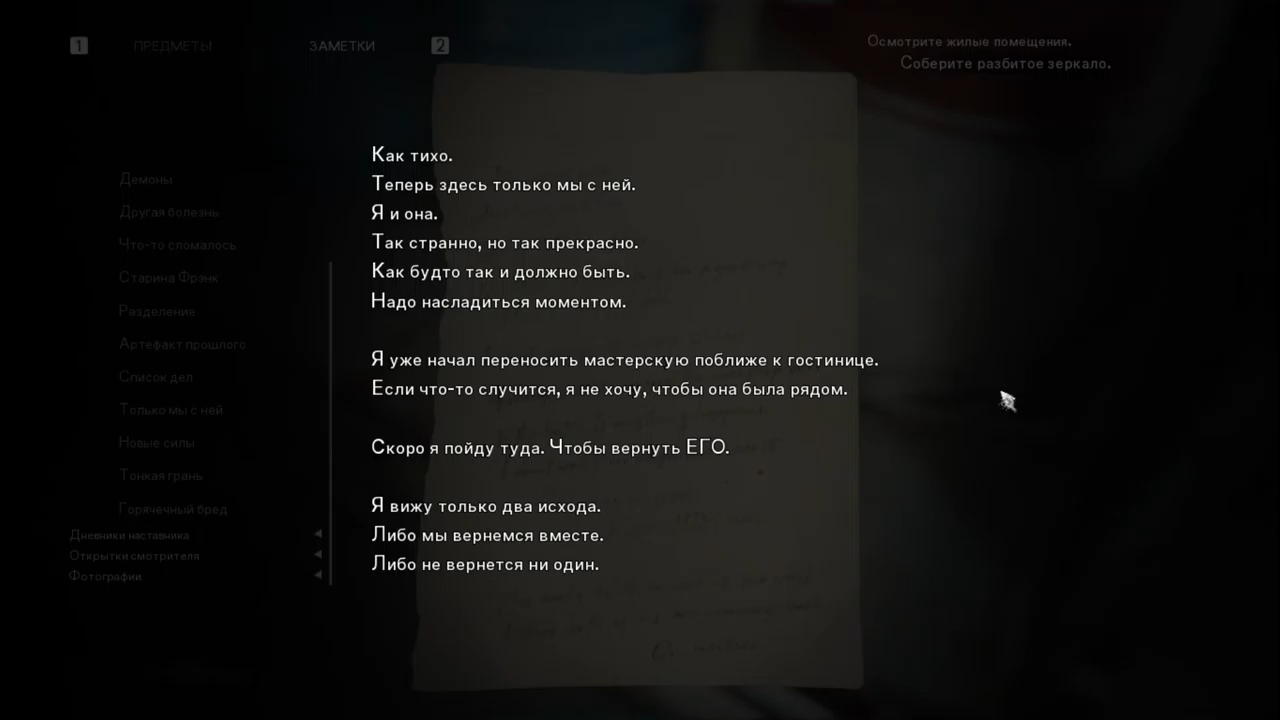 1 ПРЕДМЕТЫ ЗАМЕТКИ 2
Осмотрите жилые помещения.
Соберите разбитое зеркало.
Демоны
Другая болезнь
Что-то сломалось
Старина Фрэнк
Разделение
Артефакт прошлого
Список дел
Только мы с ней
Новые силы
Тонкая грань
Горячечный бред
Дневники наставника
Открытки смотрителя
Фотографии
Как тихо.
Теперь здесь только мы с ней.
Я и она.
Так странно, но так прекрасно.
Как будто так и должно быть.
Надо насладиться моментом.
Я уже начал переносить мастерскую поближе к гостинице.
Если что-то случится, я не хочу, чтобы она была рядом.
Скоро я пойду туда. Чтобы вернуть ЕГО.
Я вижу только два исхода.
Либо мы вернемся вместе.
Либо не вернется ни один.